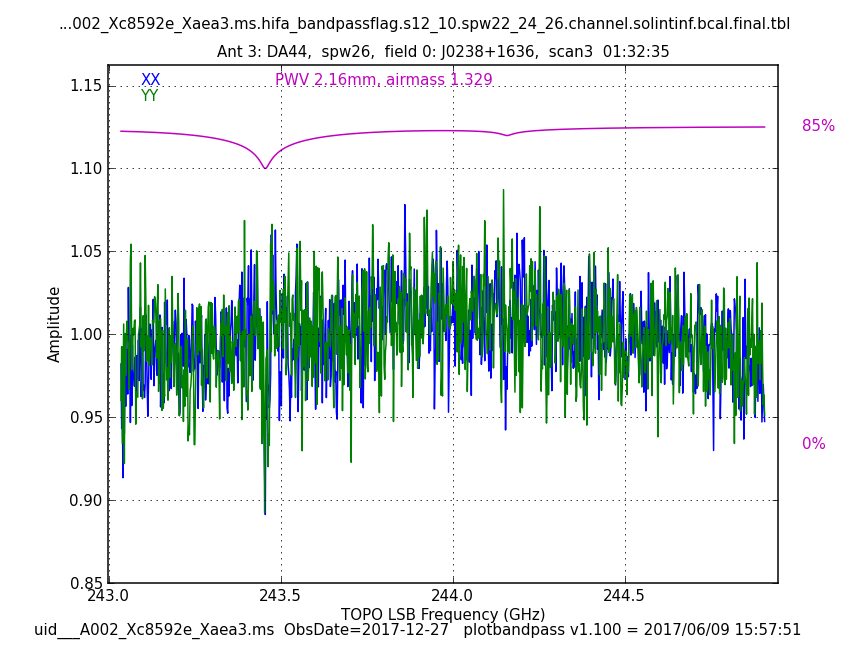 ...002_Xc8592e_Xaea3.ms.hifa_bandpassflag.s12_10.spw22_24_26.channel.solintinf.bcal.final.tbl
Ant 3: DA44,  spw26,  field 0: J0238+1636,  scan3  01:32:35
XX
PWV 2.16mm, airmass 1.329
YY
1.15
1.10
1.05
1.00
0.95
0.90
0.85
Amplitude
85%
0%
243.0
243.5
244.0
244.5
TOPO LSB Frequency (GHz)
uid___A002_Xc8592e_Xaea3.ms  ObsDate=2017-12-27   plotbandpass v1.100 = 2017/06/09 15:57:51